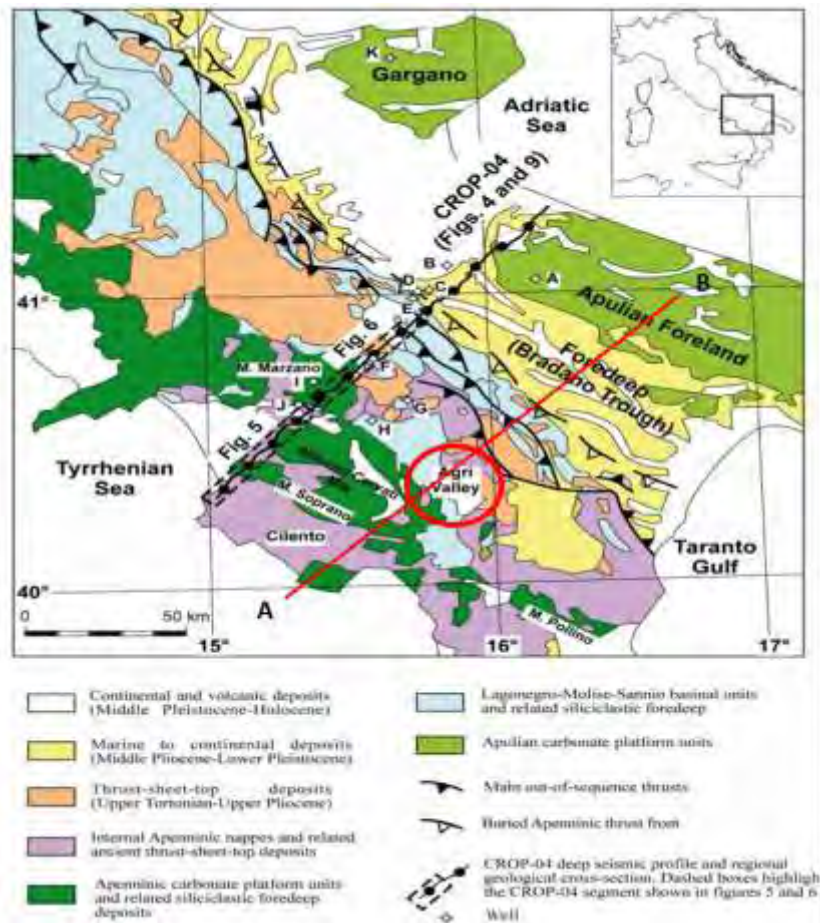 K
Gargano
Adriatic
Sea
CROP-04
(Figs. 4 and 9)
B
D
C
A
B
41°
E
Apulian Foreland
Fig. 6
Foredeep
(Bradano Trough)
M. Marzano
F
I
J
G
H
Fig. 5
Tyrrhenian
Sea
Agri
Valley
M. Soprano
Cervati
Cilento
Taranto
Gulf
40°
A
M. Pollino
0 50 km
15° 16° 17°
Continental and volcanic deposits
(Middle Pleistocene-Holocene)
Marine to continental deposits
(Middle Pliocene-Lower Pleistocene)
Thrust-sheet-top deposits
(Upper Tortonian-Upper Pliocene)
Internal Apenninic nappes and related
ancient thrust-sheet-top deposits
Apenninic carbonate platform units
and related siliciclastic foredeep
deposits
Lagonegro-Molise-Sannio basinal units
and related siliciclastic foredeep
Apulian carbonate platform units
Main out-of-sequence thrusts
Buried Apenninic thrust from
CROP-04 deep seismic profile and regional
geological cross-section. Dashed boxes highligh
the CROP-04 segment shown in figures 5 and 6
Well